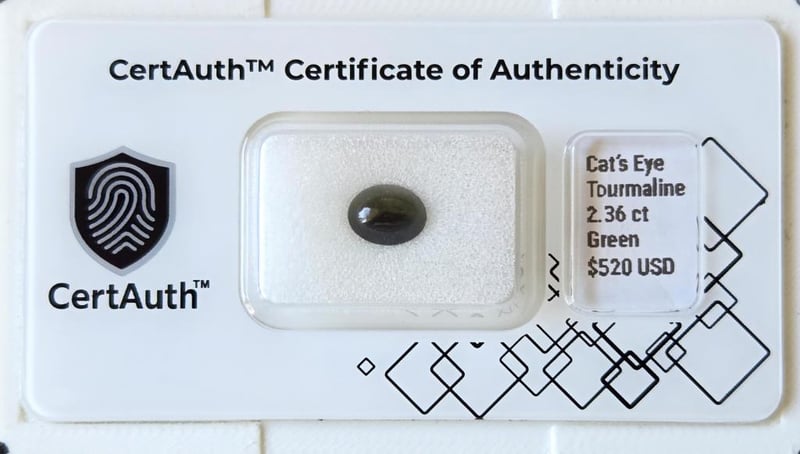 CertAuth™ Certificate of Authenticity
CertAuth™
Cat's Eye
Tourmaline
2.36 ct
Green
$520 USD